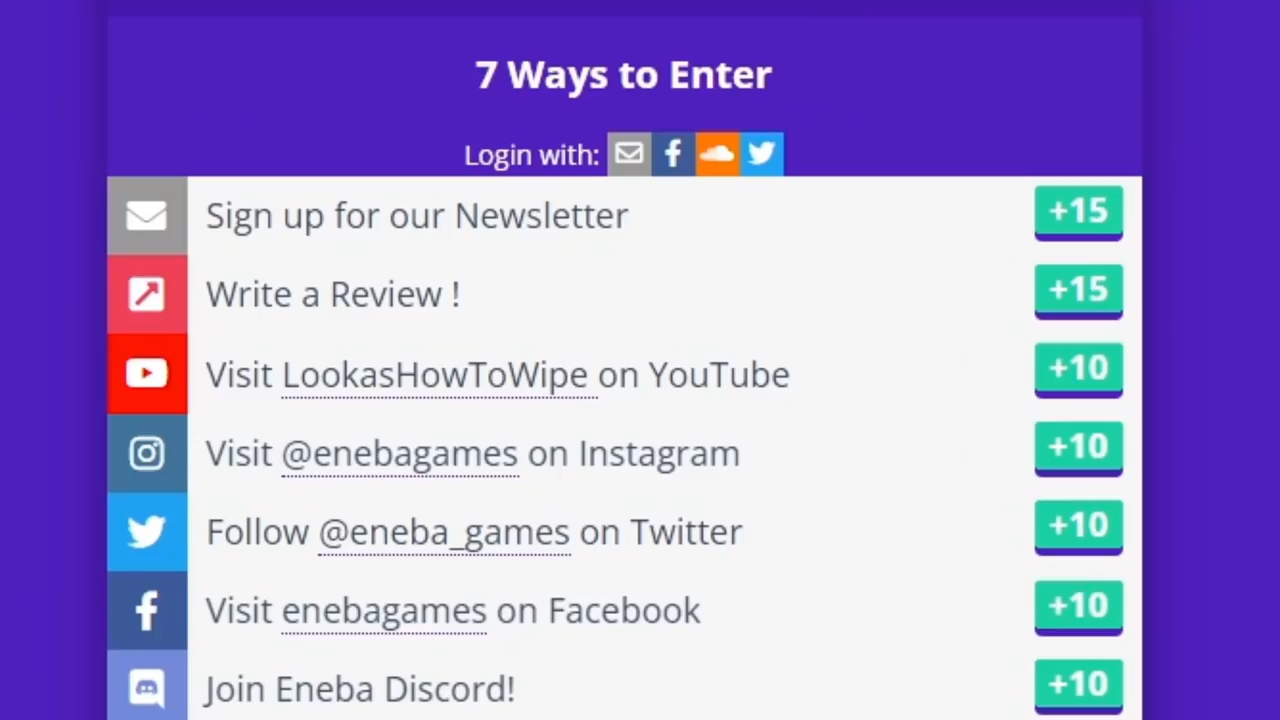 7 Ways to Enter
Login with:
Sign up for our Newsletter +15
Write a Review ! +15
Visit LookasHowToWipe on YouTube +10
Visit @enebagames on Instagram +10
Follow @eneba_games on Twitter +10
Visit enebagames on Facebook +10
Join Eneba Discord! +10